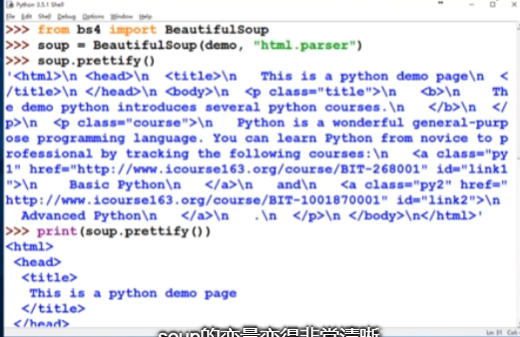 Python 3.5.1 Shell
File Edit Shell Debug Options Window Help
>>> from bs4 import BeautifulSoup
>>> soup = BeautifulSoup(demo, "html.parser")
>>> soup.prettify()
'<html>\n <head>\n  <title>\n   This is a python demo page\n  <
/title>\n </head>\n <body>\n  <p class="title">\n   <b>\n    Th
e demo python introduces several python courses.\n   </b>\n  </
p>\n  <p class="course">\n   Python is a wonderful general-purp
ose programming language. You can learn Python from novice to p
rofessional by tracking the following courses:\n   <a class="py
1" href="http://www.icourse163.org/course/BIT-268001" id="link1
">\n    Basic Python\n   </a>\n   and\n   <a class="py2" href="
http://www.icourse163.org/course/BIT-1001870001" id="link2">\n
 Advanced Python\n   </a>\n   .\n  </p>\n </body>\n</html>'
>>> print(soup.prettify())
<html>
 <head>
  <title>
   This is a python demo page
  </title>
 </head>
Ln: 31 Col:
soup的变量变得非常清晰